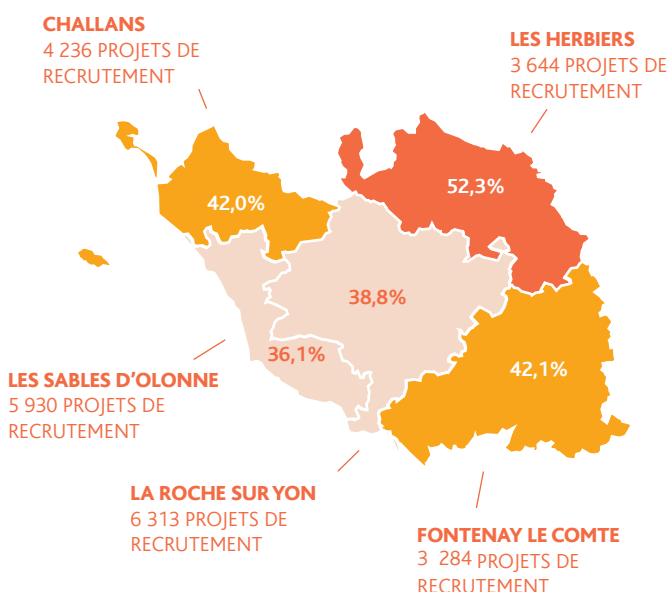 CHALLANS
4 236 PROJETS DE
RECRUTEMENT
LES HERBIERS
3 644 PROJETS DE
RECRUTEMENT
52,3%
42,0%
38,8%
36,1%
42,1%
LES SABLES D'OLONNE
5 930 PROJETS DE
RECRUTEMENT
LA ROCHE SUR YON
6 313 PROJETS DE
RECRUTEMENT
FONTENAY LE COMTE
3 284 PROJETS DE
RECRUTEMENT